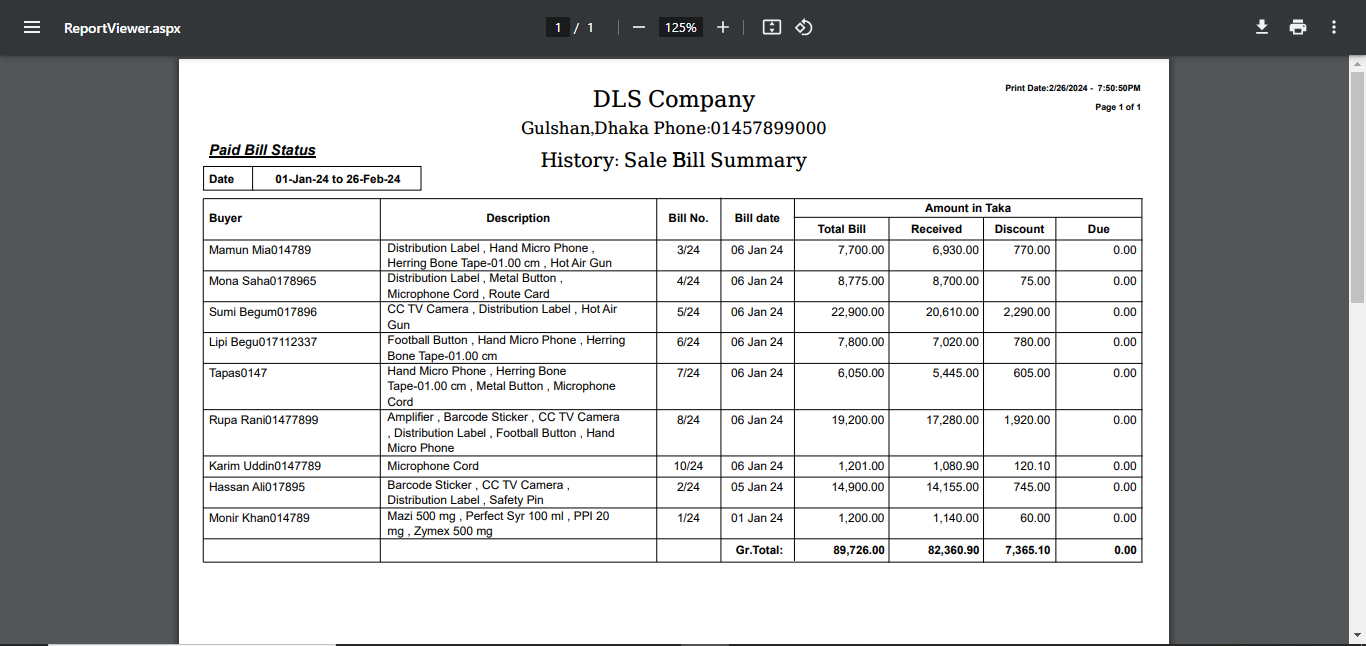 ReportViewer.aspx
1 / 1
125%
Print Date:2/26/2024 - 7:50:50PM
Page 1 of 1
DLS Company
Gulshan,Dhaka Phone:01457899000
History: Sale Bill Summary
Paid Bill Status
Date 01-Jan-24 to 26-Feb-24
Buyer Description Bill No. Bill date Amount in Taka
Total Bill Received Discount Due
Mamun Mia014789 Distribution Label , Hand Micro Phone , 3/24 06 Jan 24 7,700.00 6,930.00 770.00 0.00
Herring Bone Tape-01.00 cm , Hot Air Gun
Mona Saha0178965 Distribution Label , Metal Button , 4/24 06 Jan 24 8,775.00 8,700.00 75.00 0.00
Microphone Cord , Route Card
Sumi Begum017896 CC TV Camera , Distribution Label , Hot Air 5/24 06 Jan 24 22,900.00 20,610.00 2,290.00 0.00
Gun
Lipi Begu017112337 Football Button , Hand Micro Phone , Herring 6/24 06 Jan 24 7,800.00 7,020.00 780.00 0.00
Bone Tape-01.00 cm
Tapas0147 Hand Micro Phone , Herring Bone 7/24 06 Jan 24 6,050.00 5,445.00 605.00 0.00
Tape-01.00 cm , Metal Button , Microphone
Cord
Rupa Rani01477899 Amplifier , Barcode Sticker , CC TV Camera 8/24 06 Jan 24 19,200.00 17,280.00 1,920.00 0.00
, Distribution Label , Football Button , Hand
Micro Phone
Karim Uddin0147789 Microphone Cord 10/24 06 Jan 24 1,201.00 1,080.90 120.10 0.00
Hassan Ali017895 Barcode Sticker , CC TV Camera , 2/24 05 Jan 24 14,900.00 14,155.00 745.00 0.00
Distribution Label , Safety Pin
Monir Khan014789 Mazi 500 mg , Perfect Syr 100 ml , PPI 20 1/24 01 Jan 24 1,200.00 1,140.00 60.00 0.00
mg , Zymex 500 mg
Gr.Total: 89,726.00 82,360.90 7,365.10 0.00